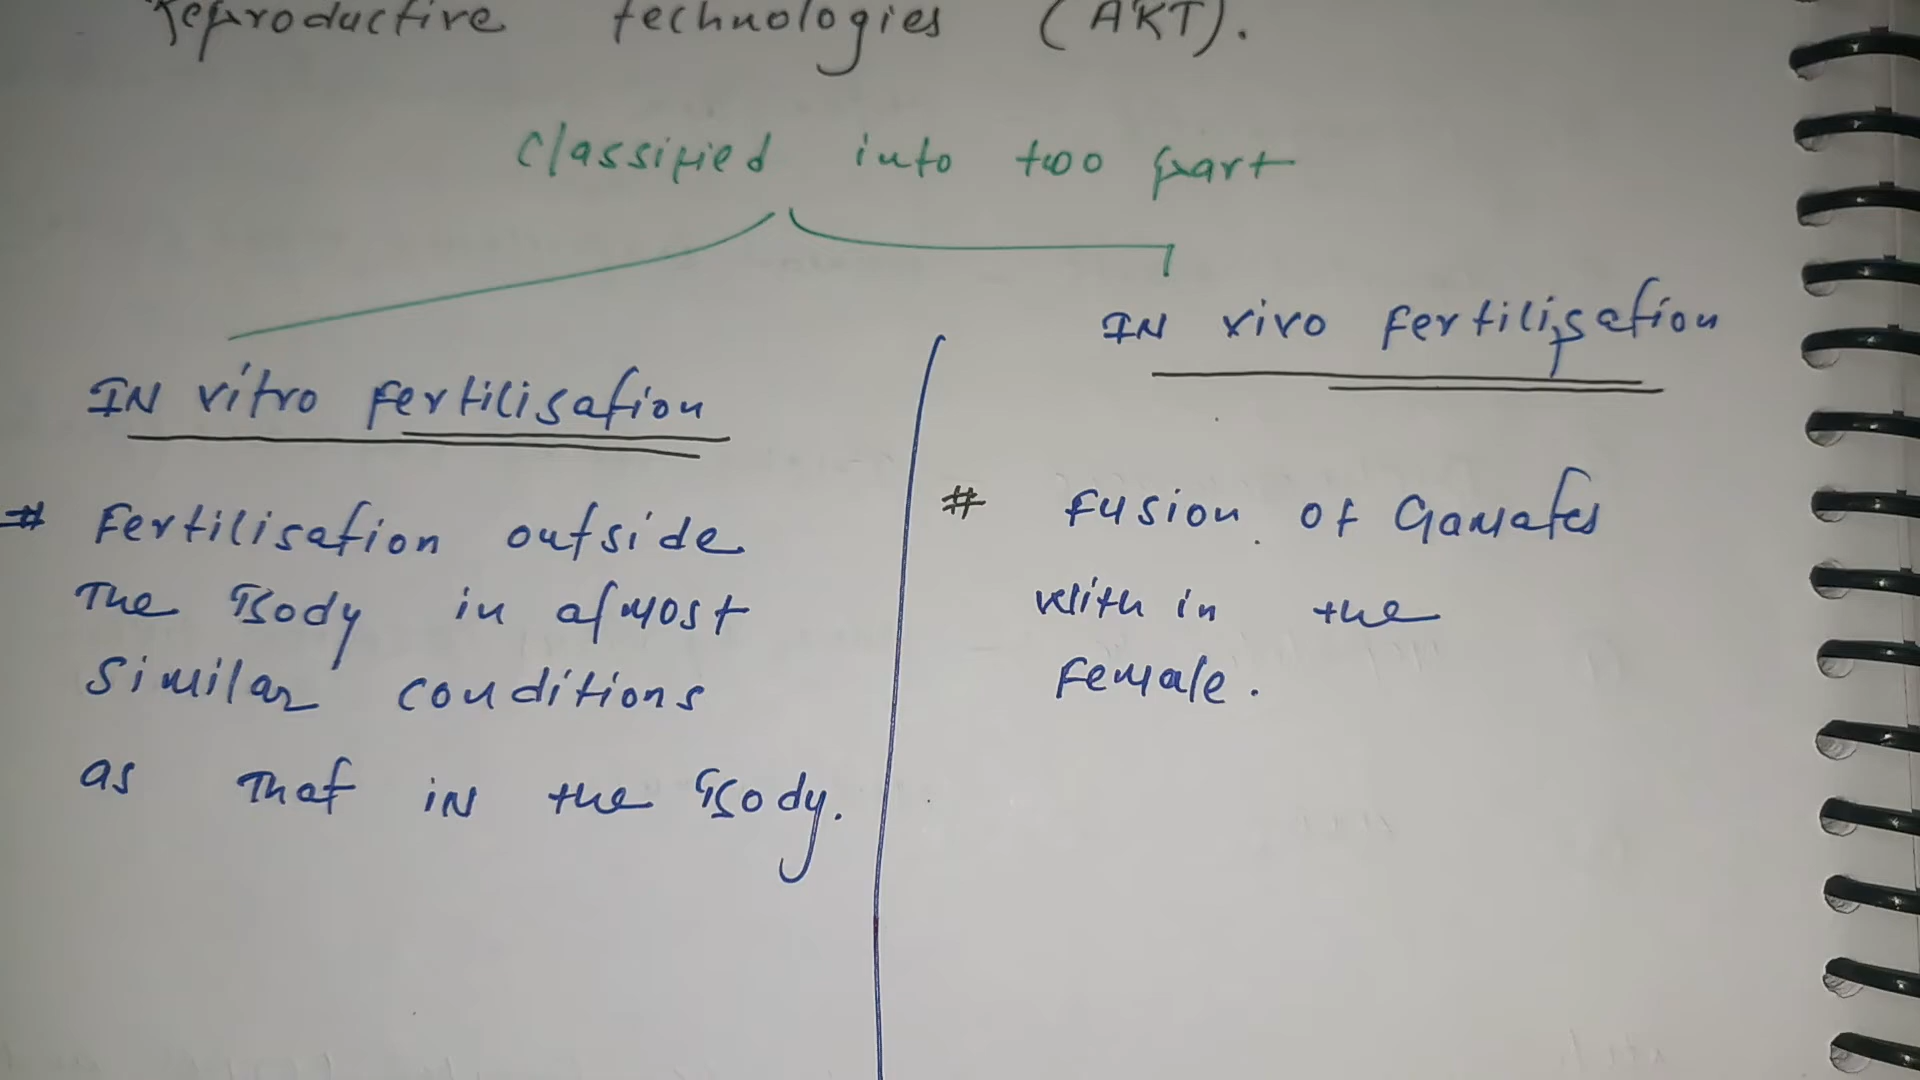 reproductive technologies (ART).
Classified into two part
IN vitro fertilisation
# Fertilisation outside
The Body in almost
Similar conditions
as That in the Body.
IN vivo fertilisation
# Fusion of Gamates
with in the
Female.